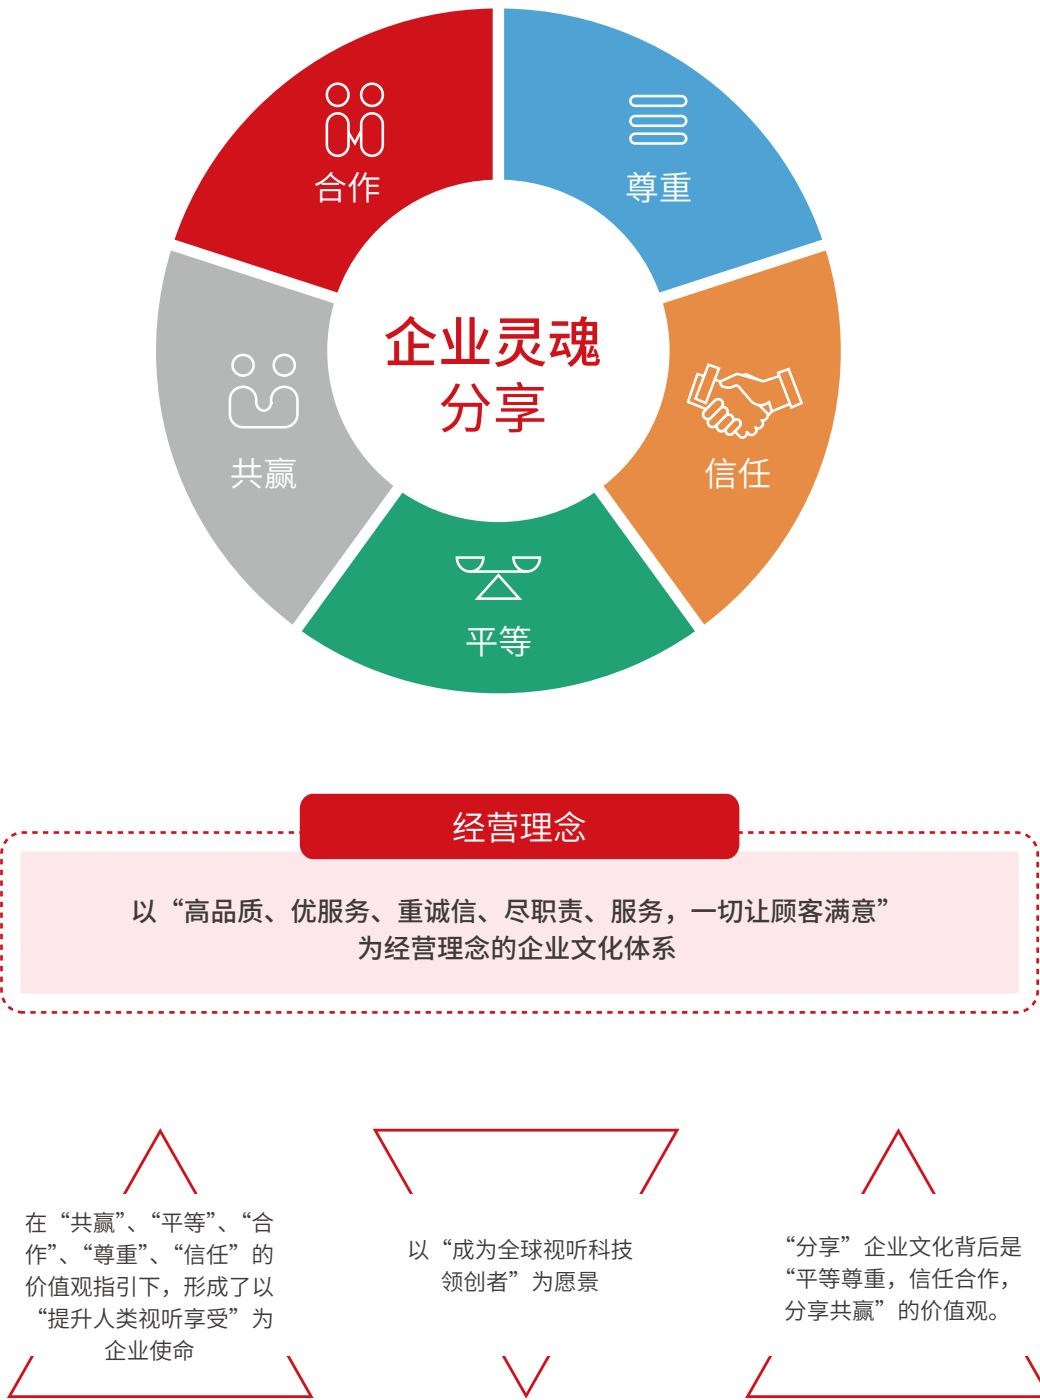 合作
尊重
企业灵魂
分享
共赢
信任
平等
经营理念
以“高品质、优服务、重诚信、尽职责、服务，一切让顾客满意”
为经营理念的企业文化体系
在“共赢”、“平等”、“合
作”、“尊重”、“信任”的
价值观指引下，形成了以
“提升人类视听享受”为
企业使命
以“成为全球视听科技
领创者”为愿景
“分享”企业文化背后是
“平等尊重，信任合作，
分享共赢”的价值观。